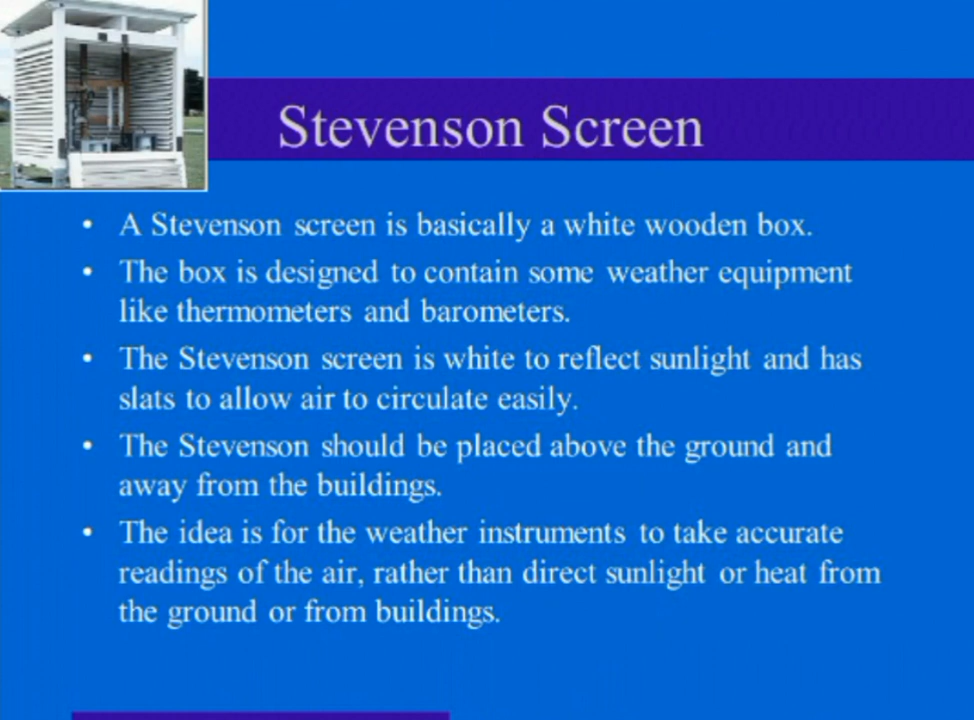 Stevenson Screen
• A Stevenson screen is basically a white wooden box.
• The box is designed to contain some weather equipment
like thermometers and barometers.
• The Stevenson screen is white to reflect sunlight and has
slats to allow air to circulate easily.
• The Stevenson should be placed above the ground and
away from the buildings.
• The idea is for the weather instruments to take accurate
readings of the air, rather than direct sunlight or heat from
the ground or from buildings.